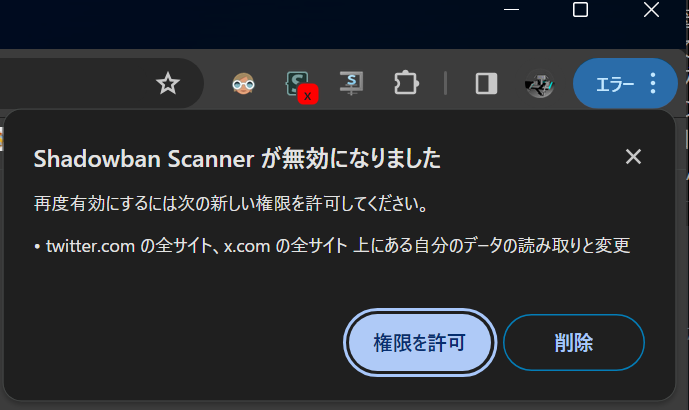 S
x
S
エラー
Shadowban Scanner が無効になりました
再度有効にするには次の新しい権限を許可してください。
• twitter.com の全サイト、x.com の全サイト 上にある自分のデータの読み取りと変更
権限を許可
削除